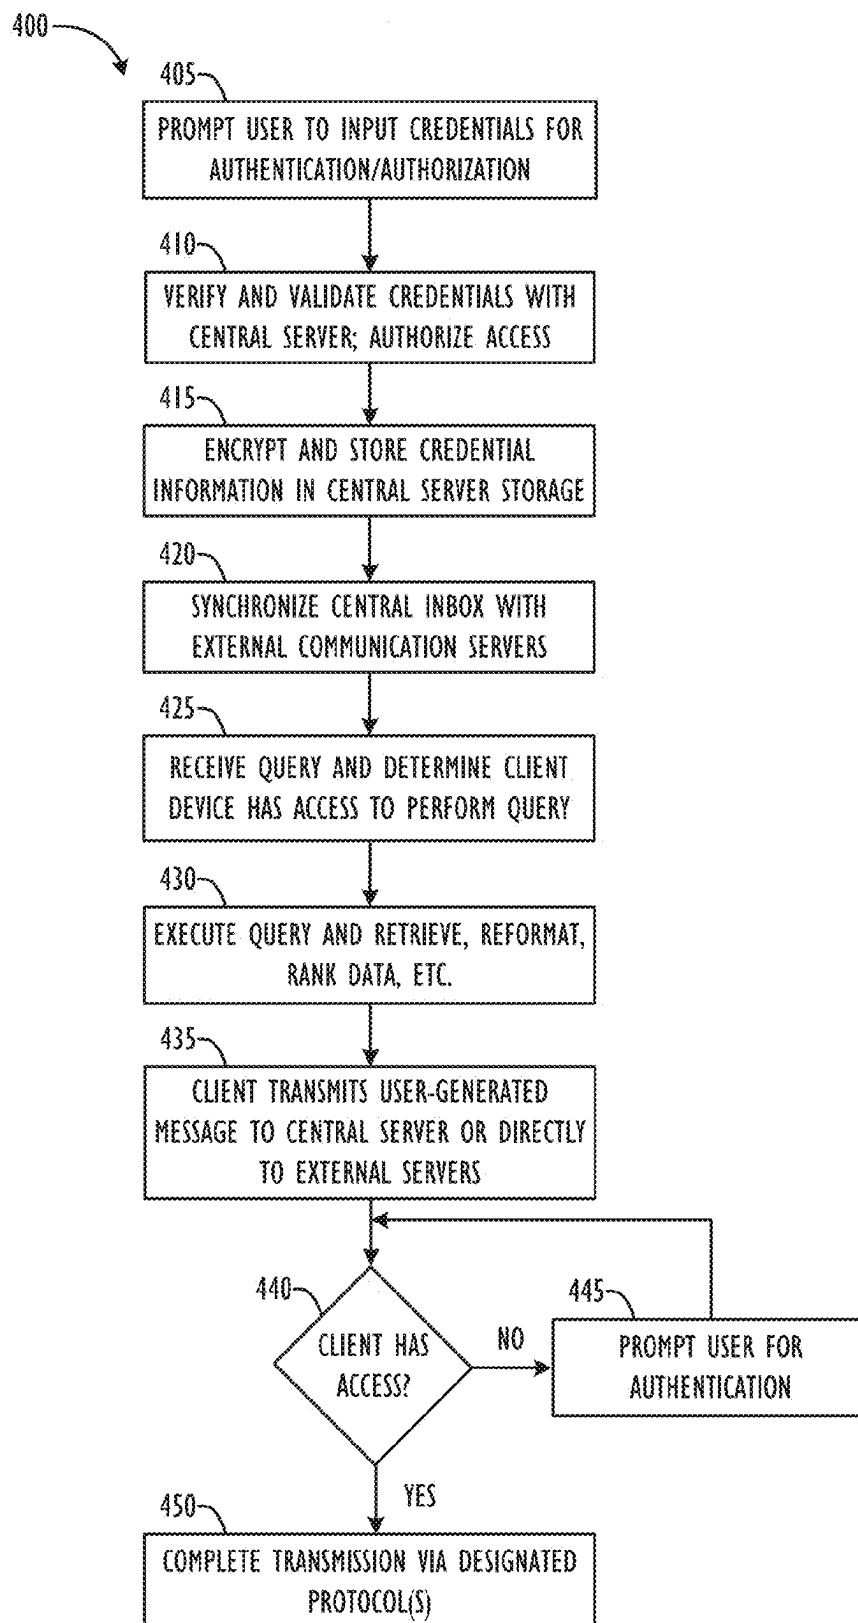 400
405
PROMPT USER TO INPUT CREDENTIALS FOR
AUTHENTICATION/AUTHORIZATION
410
VERIFY AND VALIDATE CREDENTIALS WITH
CENTRAL SERVER; AUTHORIZE ACCESS
415
ENCRYPT AND STORE CREDENTIAL
INFORMATION IN CENTRAL SERVER STORAGE
420
SYNCHRONIZE CENTRAL INBOX WITH
EXTERNAL COMMUNICATION SERVERS
425
RECEIVE QUERY AND DETERMINE CLIENT
DEVICE HAS ACCESS TO PERFORM QUERY
430
EXECUTE QUERY AND RETRIEVE, REFORMAT,
RANK DATA, ETC.
435
CLIENT TRANSMITS USER-GENERATED
MESSAGE TO CENTRAL SERVER OR DIRECTLY
TO EXTERNAL SERVERS
440
CLIENT HAS
ACCESS?
NO
445
PROMPT USER FOR
AUTHENTICATION
YES
450
COMPLETE TRANSMISSION VIA DESIGNATED
PROTOCOL(S)